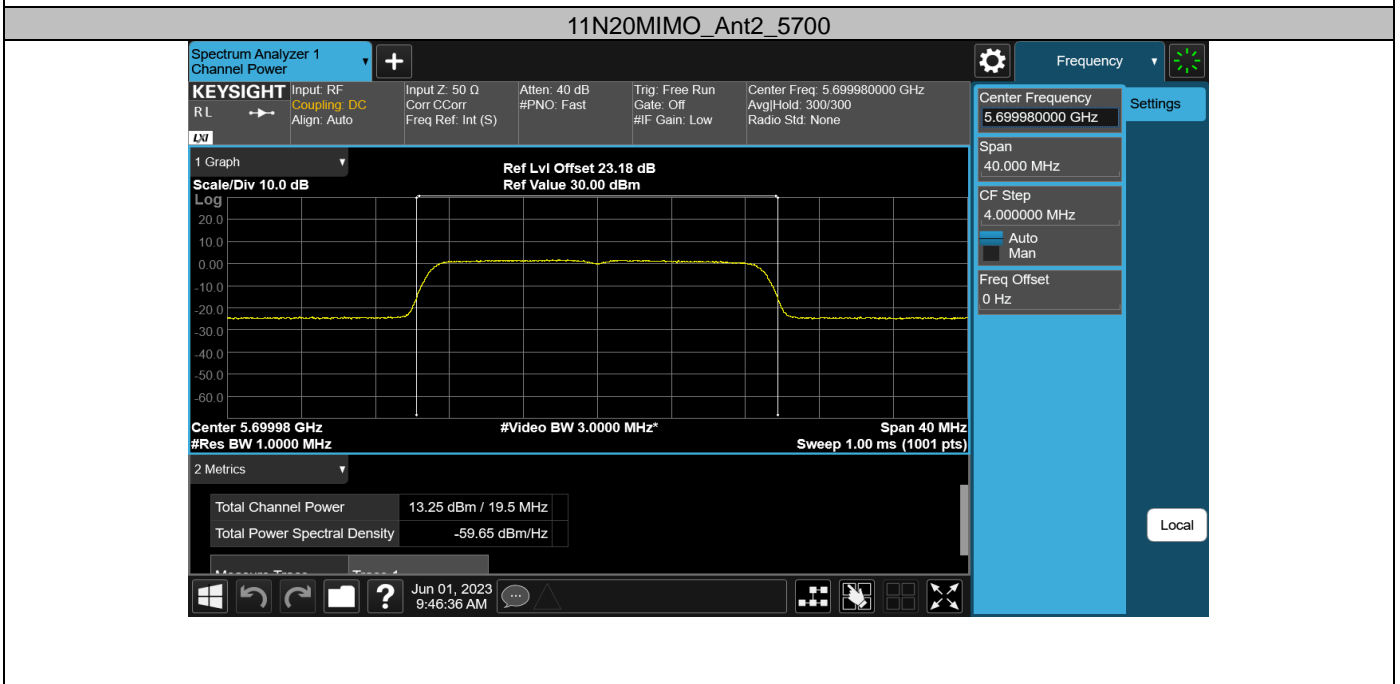 11N20MIMO_Ant2_5700
Spectrum Analyzer 1
Channel Power
Frequency
KEYSIGHT
R L
LXI
Input: RF
Coupling: DC
Align: Auto
Input Z: 50 Ω
Corr CCorr
Freq Ref: Int (S)
Atten: 40 dB
#PNO: Fast
Trig: Free Run
Gate: Off
#IF Gain: Low
Center Freq: 5.699980000 GHz
Avg|Hold: 300/300
Radio Std: None
Center Frequency
5.699980000 GHz
Settings
Span
40.000 MHz
CF Step
4.000000 MHz
Auto
Man
Freq Offset
0 Hz
Local
1 Graph
Scale/Div 10.0 dB
Log
Ref Lvl Offset 23.18 dB
Ref Value 30.00 dBm
20.0
10.0
0.00
-10.0
-20.0
-30.0
-40.0
-50.0
-60.0
Center 5.69998 GHz
#Res BW 1.0000 MHz
#Video BW 3.0000 MHz*
Span 40 MHz
Sweep 1.00 ms (1001 pts)
2 Metrics
Total Channel Power 13.25 dBm / 19.5 MHz
Total Power Spectral Density -59.65 dBm/Hz
Measure Trace Trace 1
?
Jun 01, 2023
9:46:36 AM